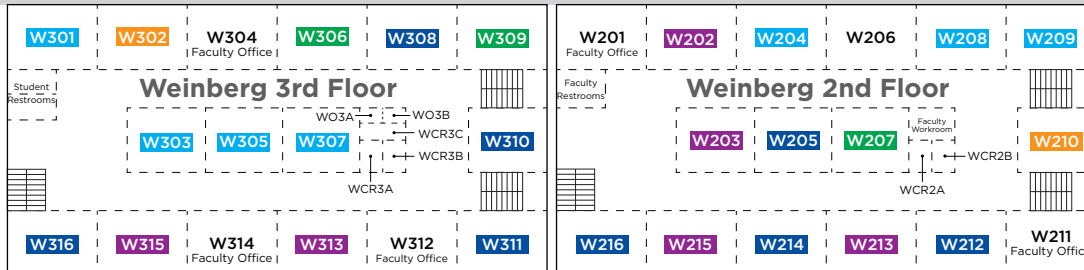 W301
W302
W304
Faculty Office
W306
W308
W309
Student
Restrooms
Weinberg 3rd Floor
WO3A
WO3B
WCR3C
W303
W305
W307
WCR3B
W310
WCR3A
W316
W315
W314
Faculty Office
W313
W312
Faculty Office
W311
W201
Faculty Office
W202
W204
W206
W208
W209
Faculty
Restrooms
Weinberg 2nd Floor
Faculty
Workroom
W203
W205
W207
WCR2B
W210
WCR2A
W216
W215
W214
W213
W212
W211
Faculty Office